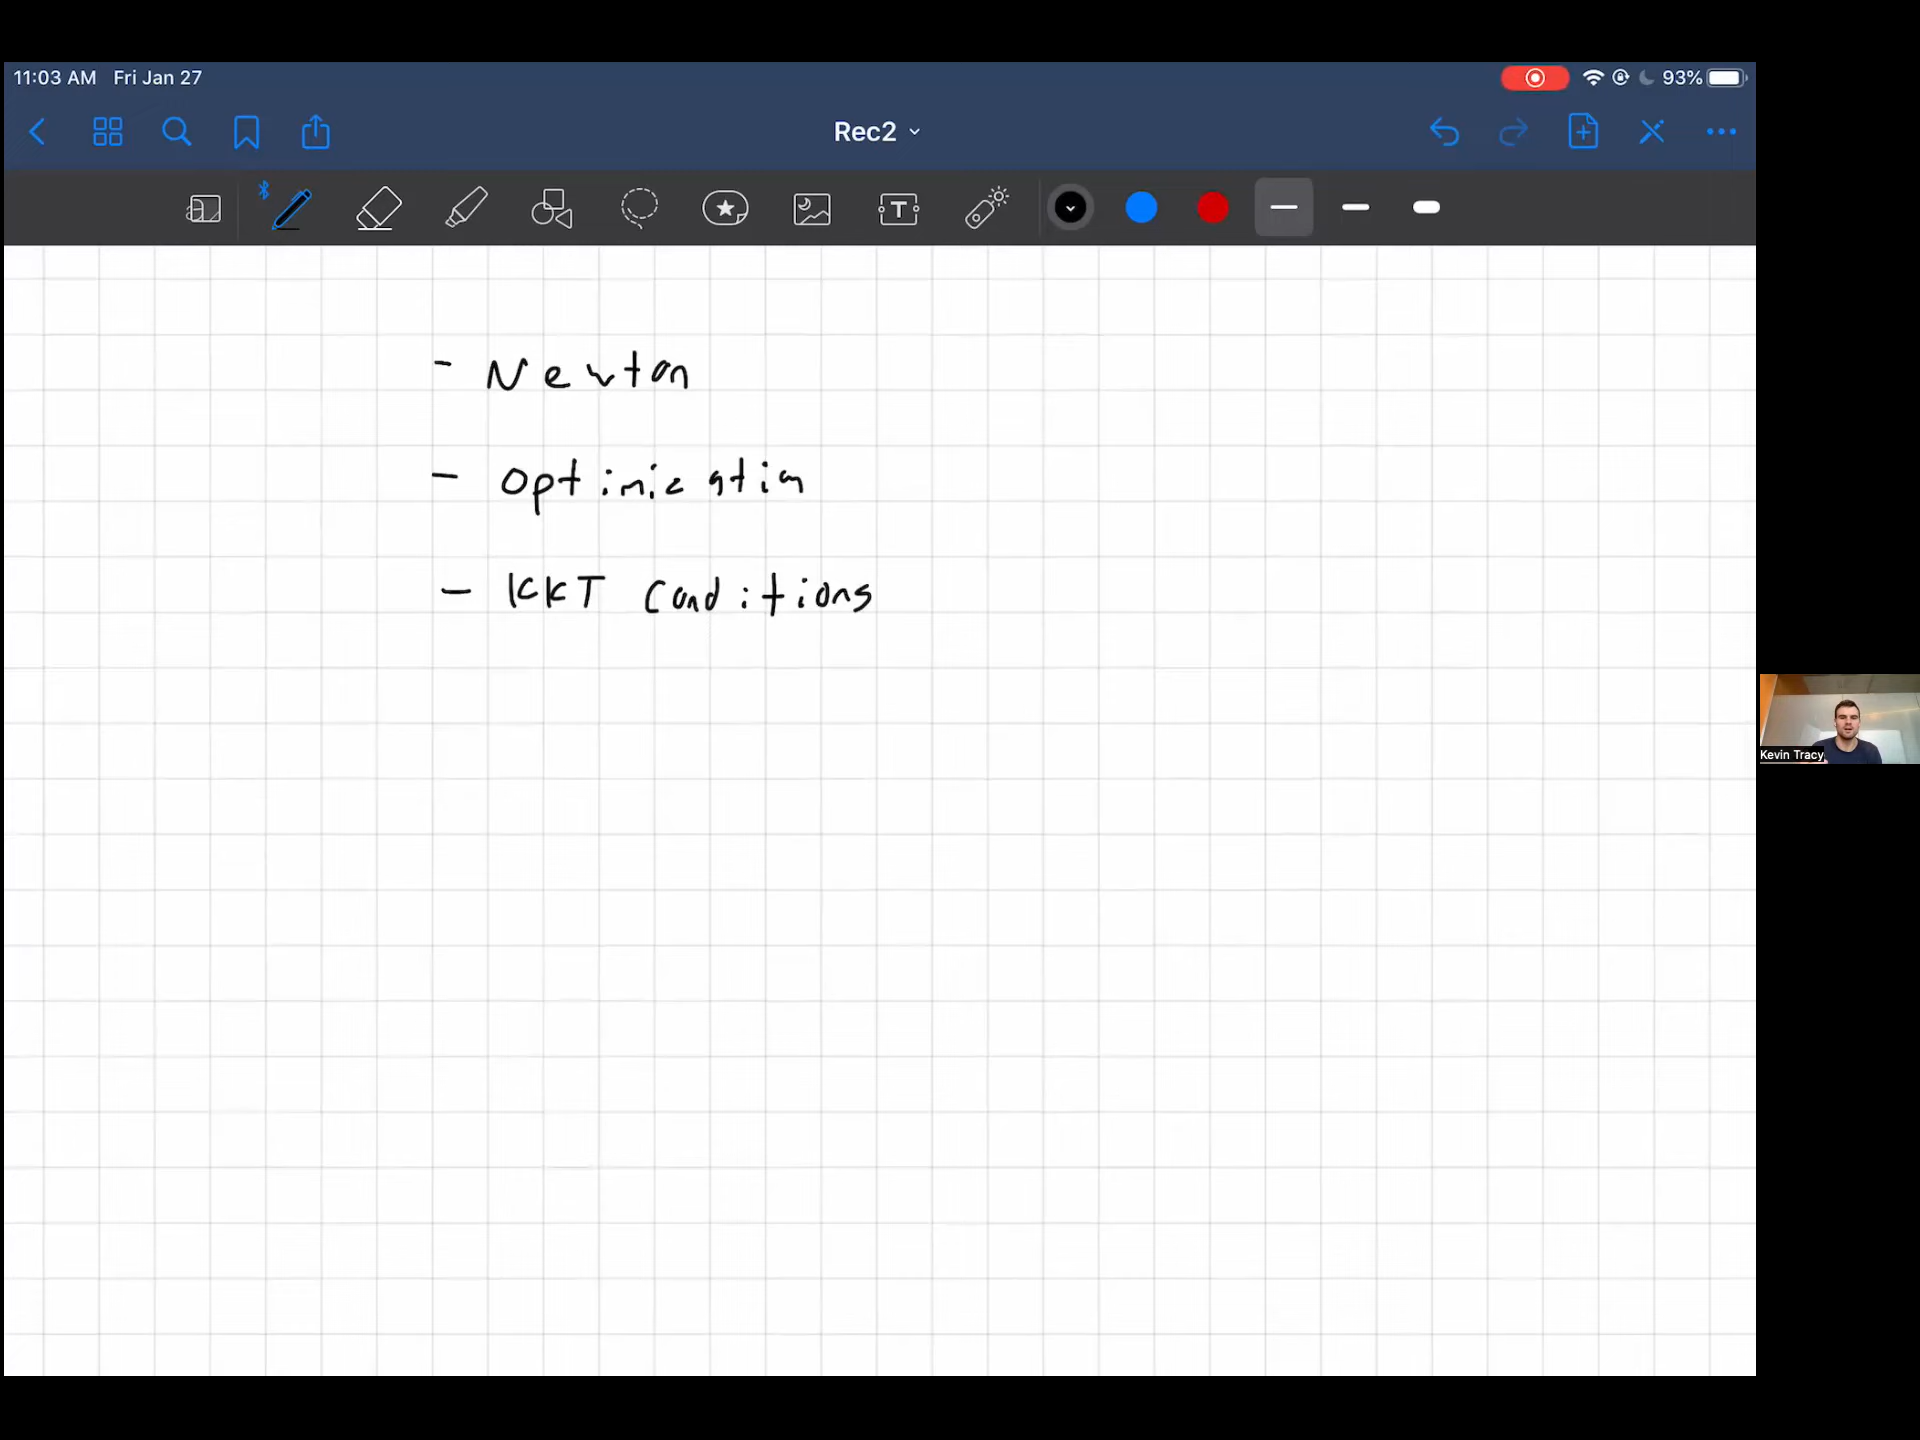 11:03 AM Fri Jan 27
93%
Rec2
T
- Newton
- Optimization
- KKT Conditions
Kevin Tracy